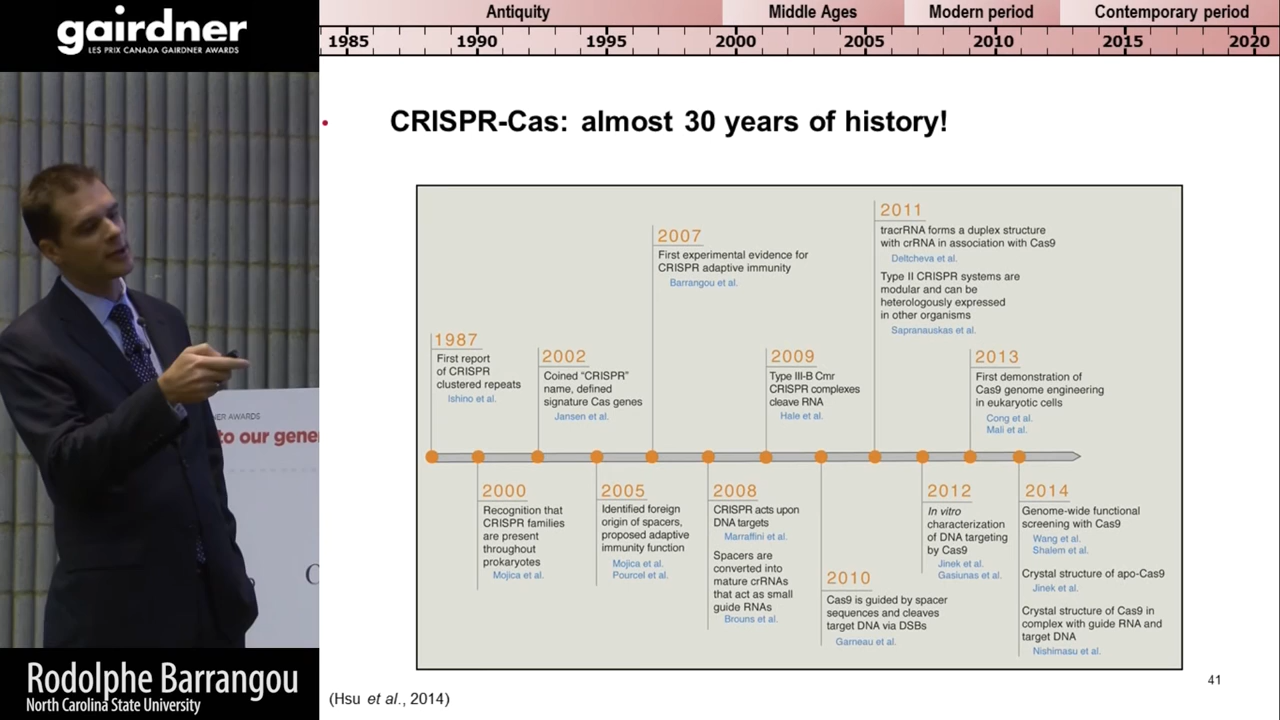 gairdner
LES PRIX CANADA GAIRDNER AWARDS
Antiquity Middle Ages Modern period Contemporary period
1985 1990 1995 2000 2005 2010 2015 2020
• CRISPR-Cas: almost 30 years of history!
1987
First report
of CRISPR
clustered repeats
Ishino et al.
2002
Coined “CRISPR”
name, defined
signature Cas genes
Jansen et al.
2007
First experimental evidence for
CRISPR adaptive immunity
Barrangou et al.
2009
Type III-B Cmr
CRISPR complexes
cleave RNA
Hale et al.
2011
tracrRNA forms a duplex structure
with crRNA in association with Cas9
Deltcheva et al.
Type II CRISPR systems are
modular and can be
heterologously expressed
in other organisms
Sapranauskas et al.
2013
First demonstration of
Cas9 genome engineering
in eukaryotic cells
Cong et al.
Mali et al.
2000
Recognition that
CRISPR families
are present
throughout
prokaryotes
Mojica et al.
2005
Identified foreign
origin of spacers,
proposed adaptive
immunity function
Mojica et al.
Pourcel et al.
2008
CRISPR acts upon
DNA targets
Marraffini et al.
Spacers are
converted into
mature crRNAs
that act as small
guide RNAs
Brouns et al.
2010
Cas9 is guided by spacer
sequences and cleaves
target DNA via DSBs
Garneau et al.
2012
In vitro
characterization
of DNA targeting
by Cas9
Jinek et al.
Gasiunas et al.
2014
Genome-wide functional
screening with Cas9
Wang et al.
Shalem et al.
Crystal structure of apo-Cas9
Jinek et al.
Crystal structure of Cas9 in
complex with guide RNA and
target DNA
Nishimasu et al.
41
(Hsu et al., 2014)
AWARDS
to our gene
Rodolphe Barrangou
North Carolina State University